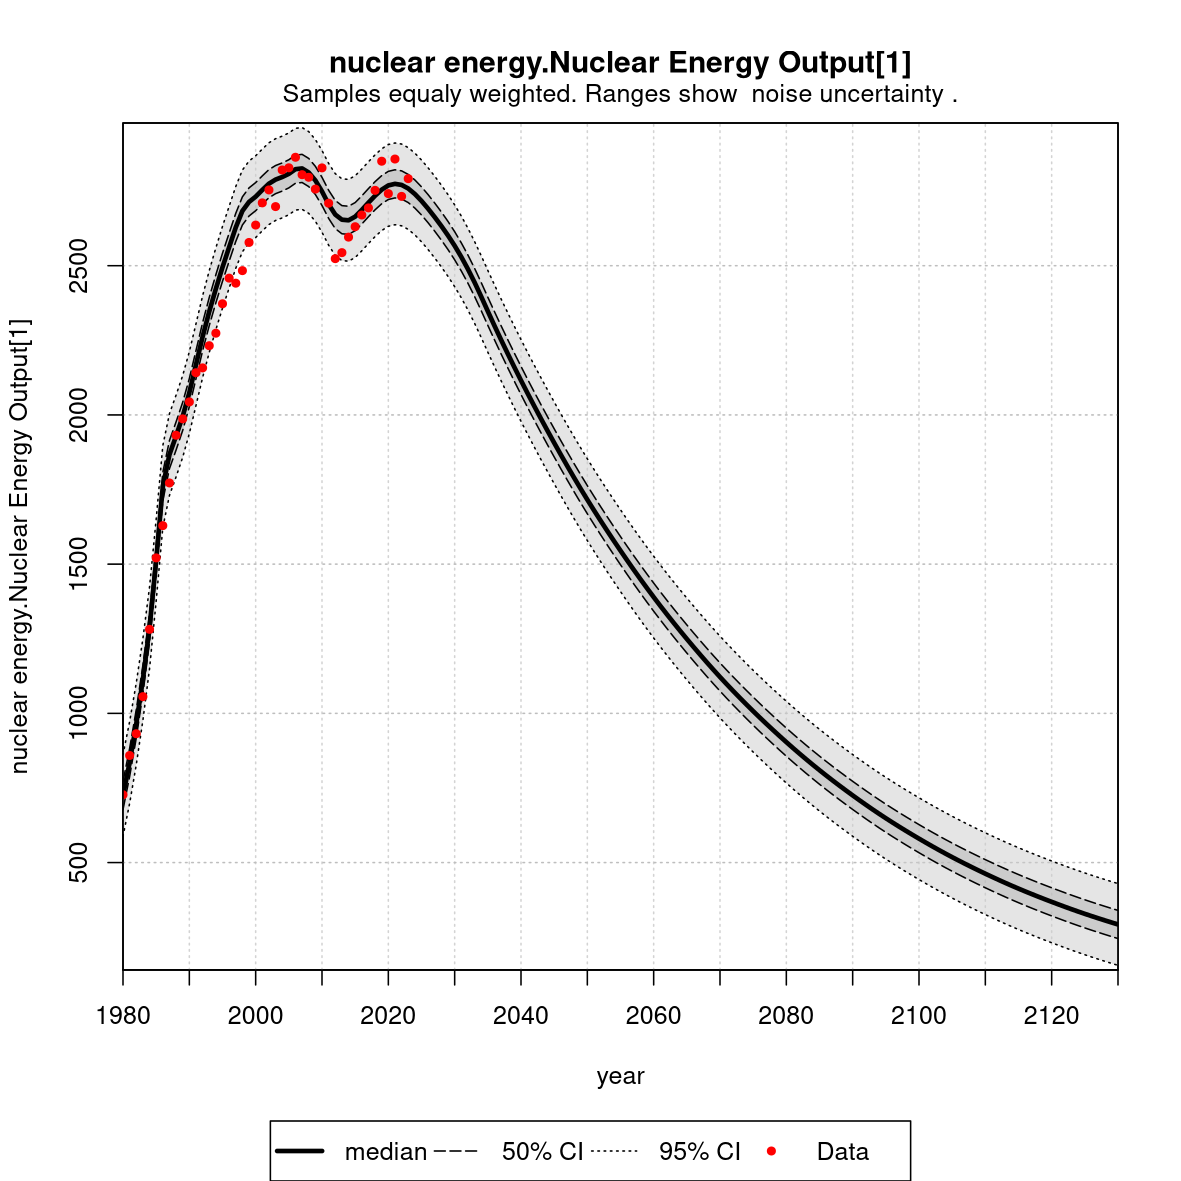 nuclear energy.Nuclear Energy Output[1]
Samples equaly weighted. Ranges show  noise uncertainty .
nuclear energy.Nuclear Energy Output[1]
2500
2000
1500
1000
500
1980 2000 2020 2040 2060 2080 2100 2120
year
median 50% CI 95% CI Data